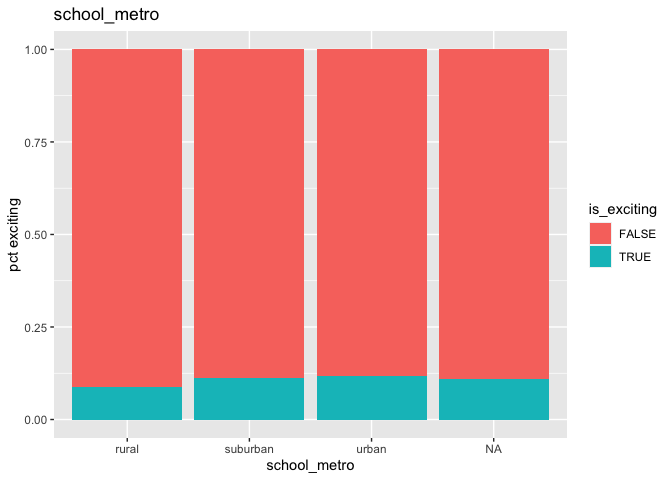 school_metro
pct exciting
1.00
0.75
0.50
0.25
0.00
rural suburban urban NA
school_metro
is_exciting
FALSE
TRUE